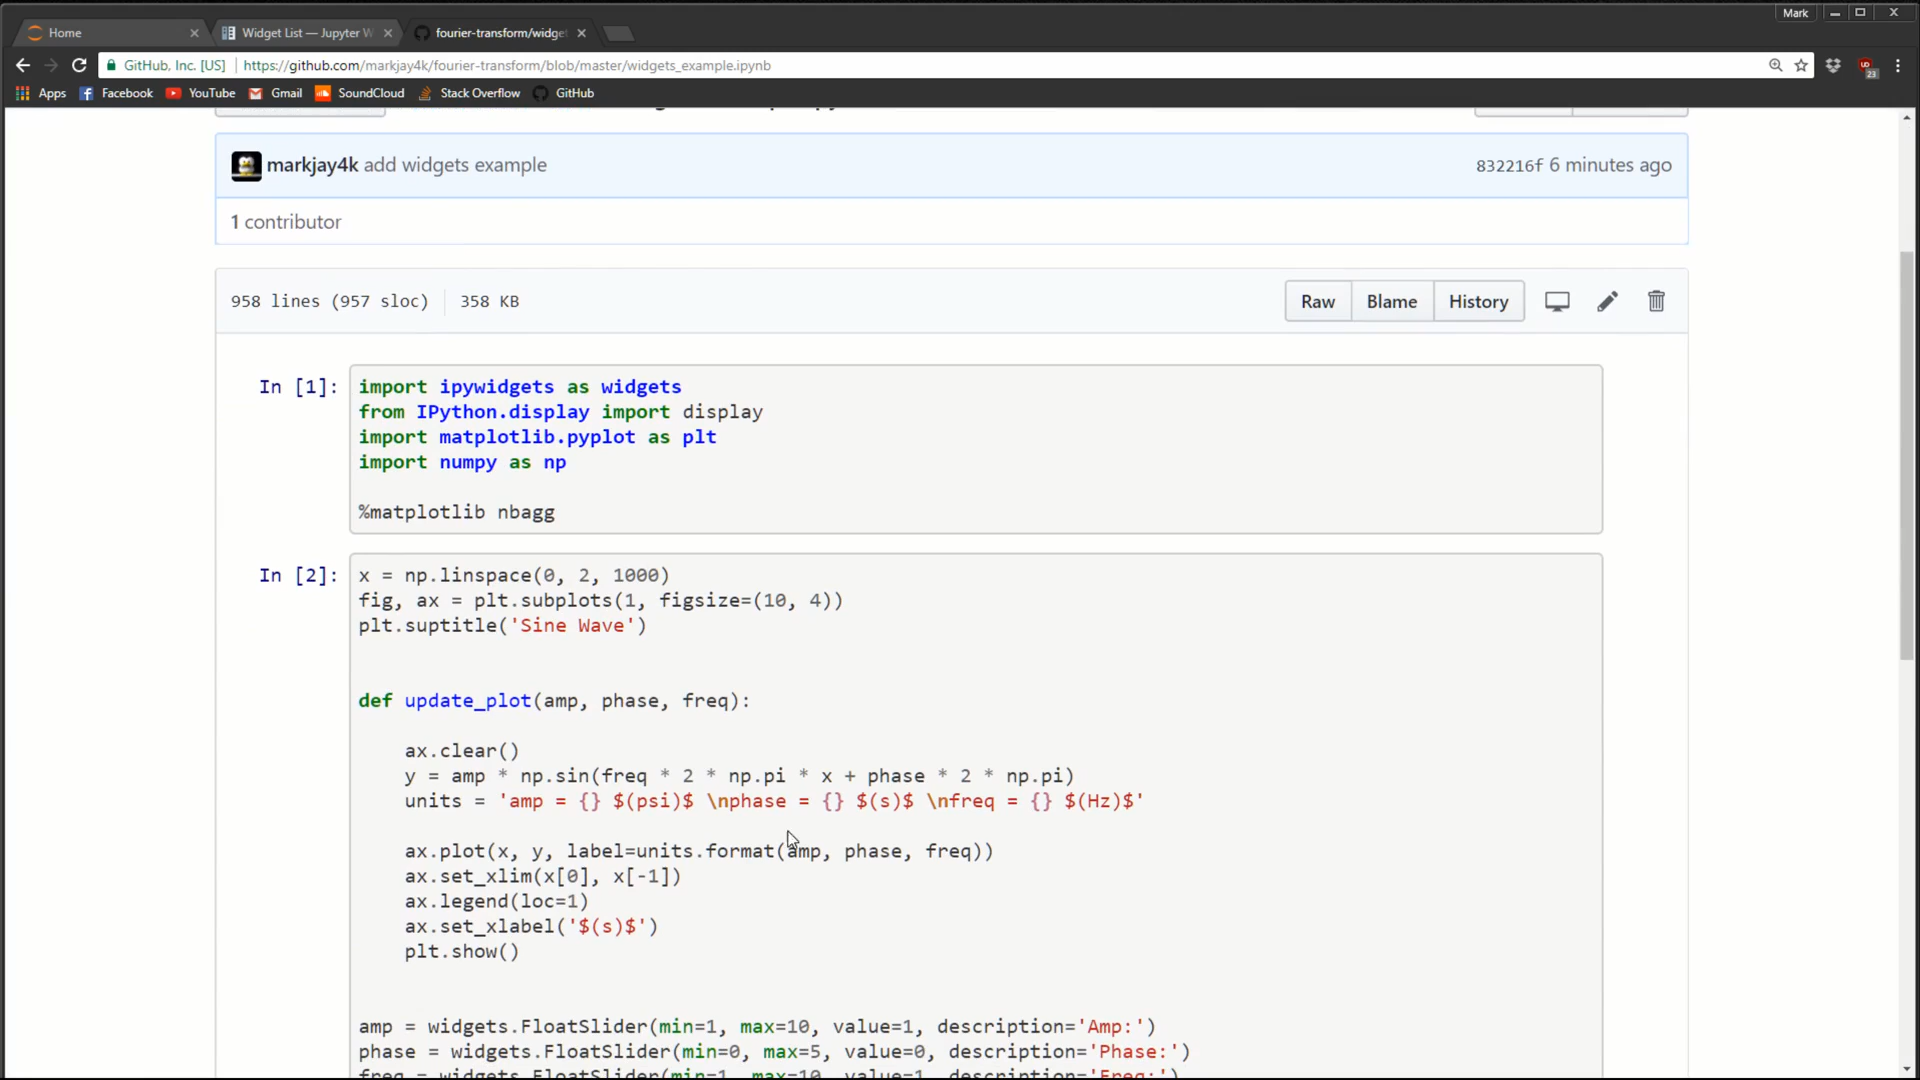 Mark
Home
Widget List — Jupyter W
fourier-transform/widge
GitHub, Inc. [US] https://github.com/markjay4k/fourier-transform/blob/master/widgets_example.ipynb
23
Apps Facebook YouTube Gmail SoundCloud Stack Overflow GitHub
markjay4k add widgets example 832216f 6 minutes ago
1 contributor
958 lines (957 sloc) 358 KB Raw Blame History
In [1]: import ipywidgets as widgets
from IPython.display import display
import matplotlib.pyplot as plt
import numpy as np
%matplotlib nbagg
In [2]: x = np.linspace(0, 2, 1000)
fig, ax = plt.subplots(1, figsize=(10, 4))
plt.suptitle('Sine Wave')
def update_plot(amp, phase, freq):
ax.clear()
y = amp * np.sin(freq * 2 * np.pi * x + phase * 2 * np.pi)
units = 'amp = {} $(psi)$ \nphase = {} $(s)$ \nfreq = {} $(Hz)$'
ax.plot(x, y, label=units.format(amp, phase, freq))
ax.set_xlim(x[0], x[-1])
ax.legend(loc=1)
ax.set_xlabel('$(s)$')
plt.show()
amp = widgets.FloatSlider(min=1, max=10, value=1, description='Amp:')
phase = widgets.FloatSlider(min=0, max=5, value=0, description='Phase:')
freq = widgets.FloatSlider(min=1, max=10, value=1, description='Freq:')